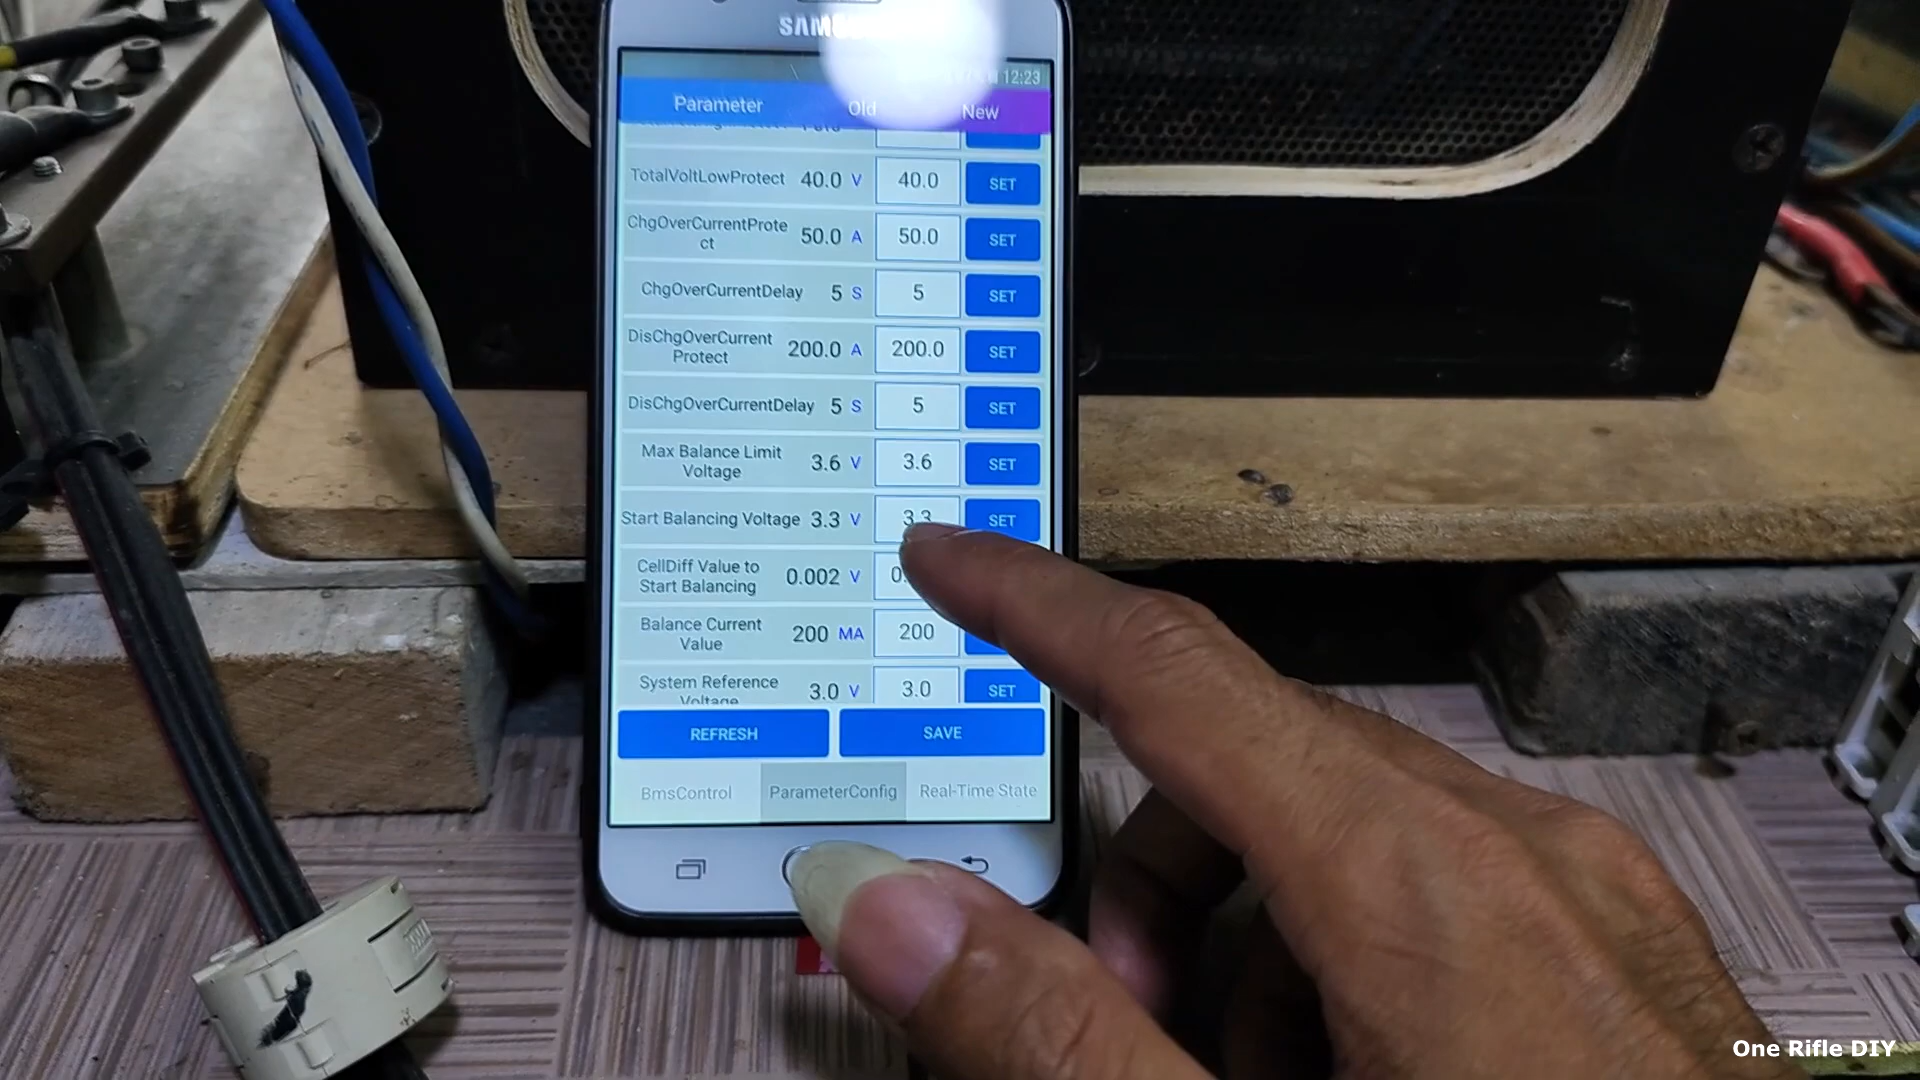 12:23
Parameter Old New
TotalVoltLowProtect 40.0 V 40.0 SET
ChgOverCurrentProte
ct 50.0 A 50.0 SET
ChgOverCurrentDelay 5 S 5 SET
DisChgOverCurrent
Protect 200.0 A 200.0 SET
DisChgOverCurrentDelay 5 S 5 SET
Max Balance Limit
Voltage 3.6 V 3.6 SET
Start Balancing Voltage 3.3 V 3.3 SET
CellDiff Value to
Start Balancing 0.002 V
Balance Current
Value 200 MA 200
System Reference
Voltage 3.0 V 3.0 SET
REFRESH SAVE
BmsControl ParameterConfig Real-Time State
One Rifle DIY